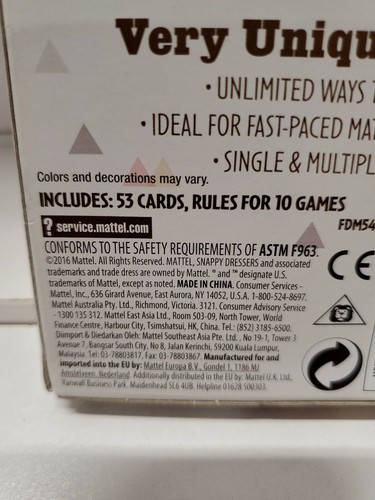 Very Uniqu
• UNLIMITED WAYS T
• IDEAL FOR FAST-PACED MAT
• SINGLE & MULTIPL
Colors and decorations may vary.
INCLUDES: 53 CARDS, RULES FOR 10 GAMES
? service.mattel.com
FDM54
CONFORMS TO THE SAFETY REQUIREMENTS OF ASTM F963.
©2016 Mattel. All Rights Reserved. MATTEL, SNAPPY DRESSERS and associated
trademarks and trade dress are owned by Mattel. ® and ™ designate U.S.
trademarks of Mattel, except as noted. MADE IN CHINA. Consumer Services -
Mattel, Inc., 636 Girard Avenue, East Aurora, NY 14052, U.S.A. 1-800-524-8697.
Mattel Australia Pty. Ltd., Richmond, Victoria. 3121. Consumer Advisory Service
- 1300 135 312. Mattel East Asia Ltd., Room 503-09, North Tower, World
Finance Centre, Harbour City, Tsimshatsui, HK, China. Tel.: (852) 3185-6500.
Diimport & Diedarkan Oleh: Mattel Southeast Asia Pte. Ltd., No 19-1, Tower 3
Avenue 7, Bangsar South City, No 8, Jalan Kerinchi, 59200 Kuala Lumpur,
Malaysia. Tel: 03-78803817, Fax: 03-78803867. Manufactured for and
imported into the EU by: Mattel Europa B.V., Gondel 1, 1186 MJ
Amstelveen, Nederland. Additionally distributed in the EU by: Mattel U.K. Ltd.,
Vanwall Business Park, Maidenhead SL6 4UB. Helpline 01628 500303.
CE